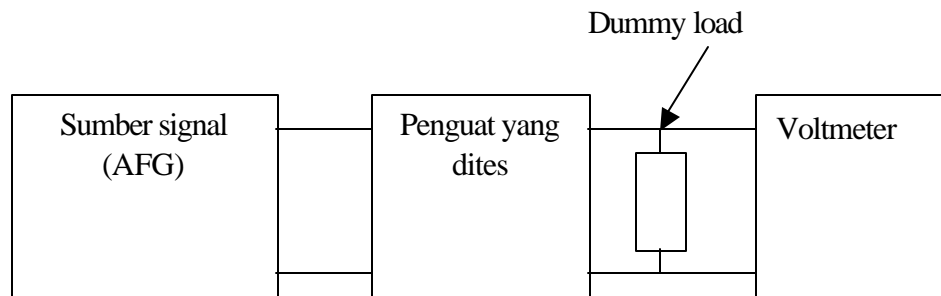 Dummy load
Sumber signal
(AFG)
Penguat yang
dites
Voltmeter